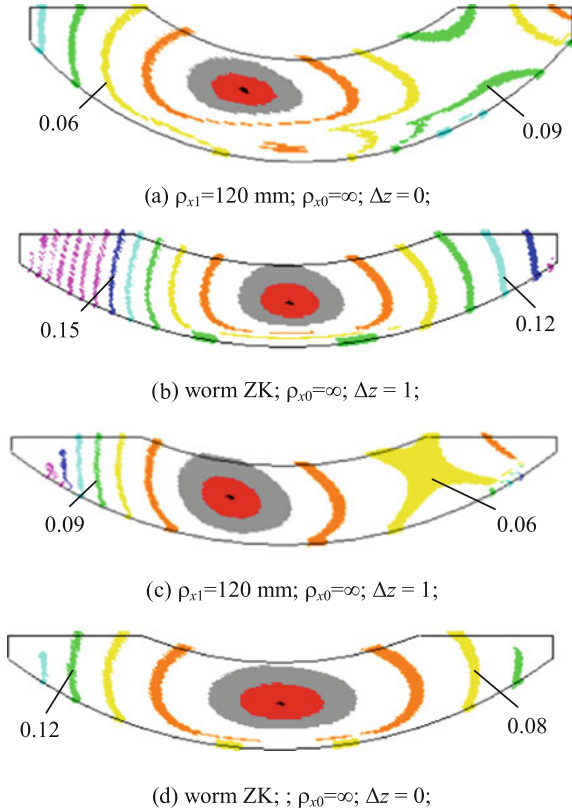 0.06
0.09
(a) ρx1=120 mm; ρx0=∞; Δz = 0;
0.15
0.12
(b) worm ZK; ρx0=∞; Δz = 1;
0.09
0.06
(c) ρx1=120 mm; ρx0=∞; Δz = 1;
0.12
0.08
(d) worm ZK; ; ρx0=∞; Δz = 0;